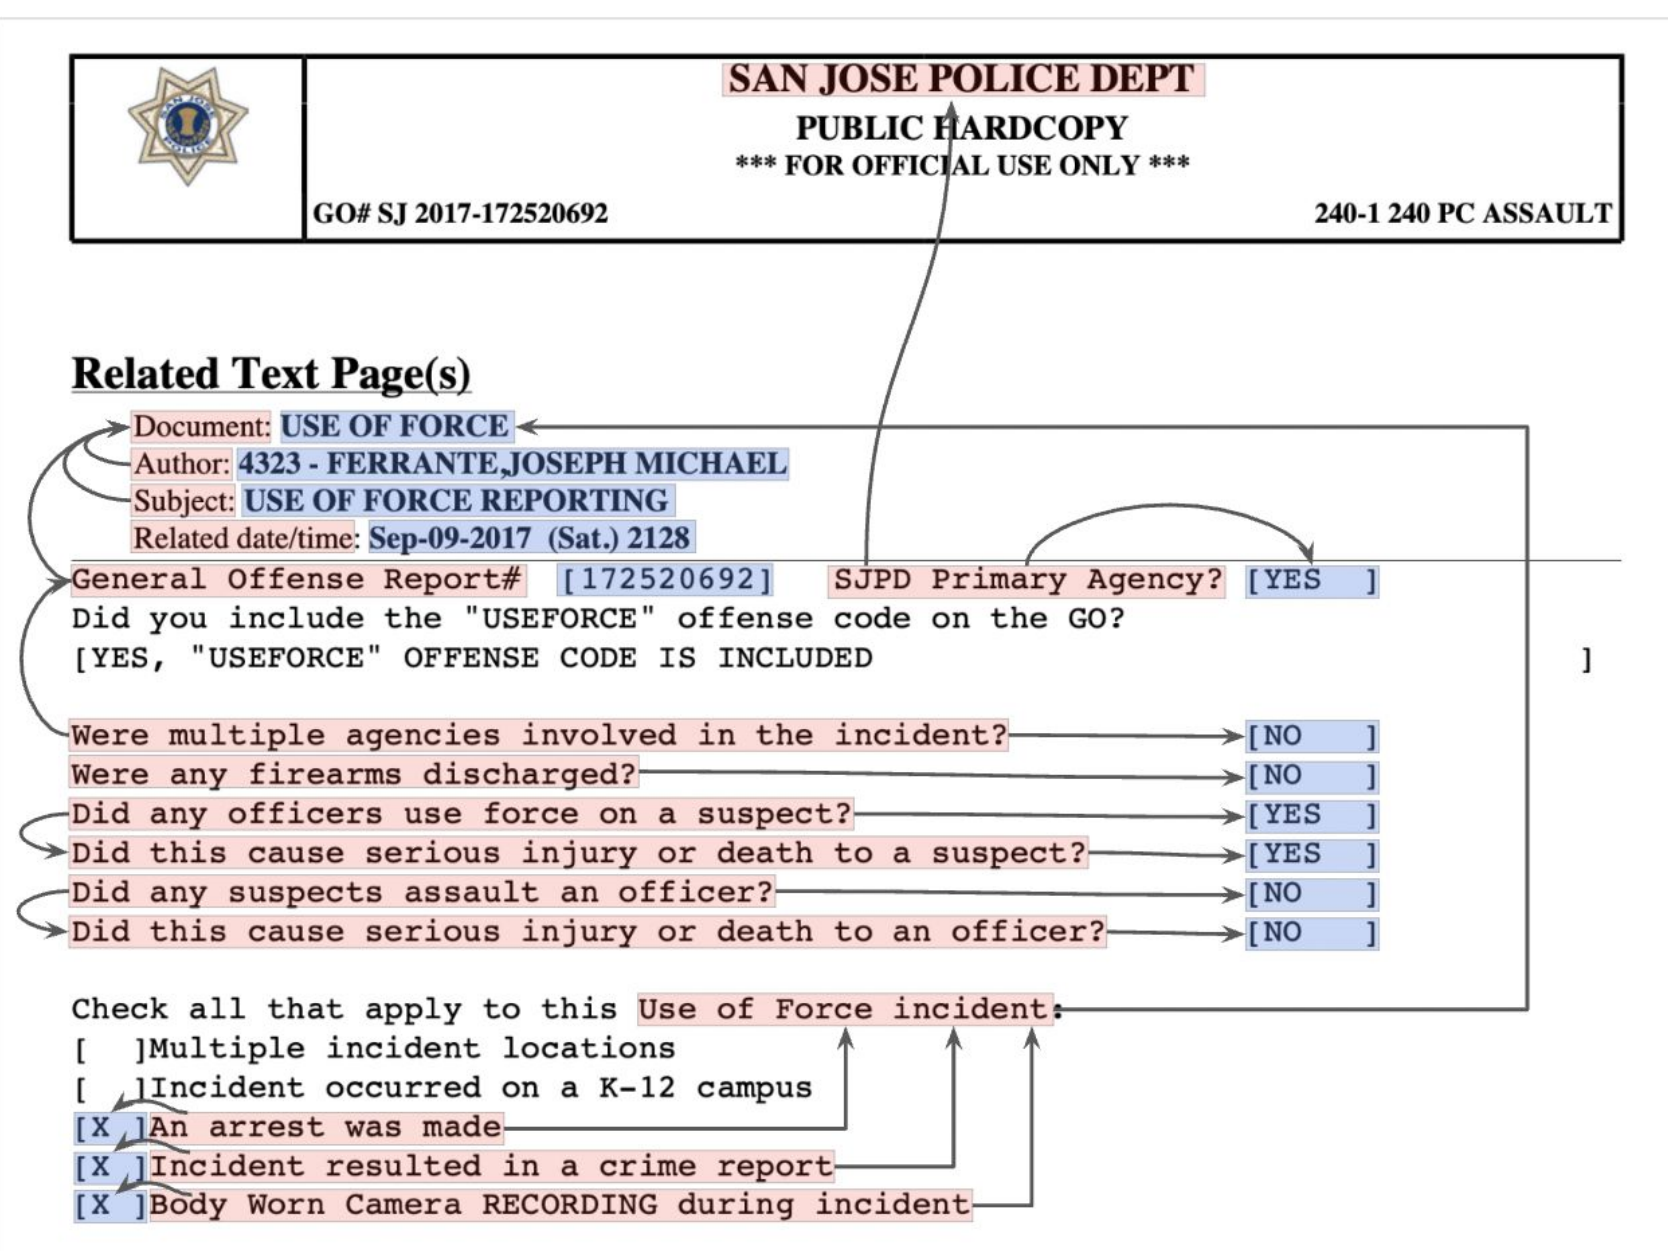 SAN JOSE POLICE DEPT
PUBLIC HARDCOPY
*** FOR OFFICIAL USE ONLY ***
GO# SJ 2017-172520692 240-1 240 PC ASSAULT
SAN JOSE
POLICE
Related Text Page(s)
Document: USE OF FORCE
Author: 4323 - FERRANTE,JOSEPH MICHAEL
Subject: USE OF FORCE REPORTING
Related date/time: Sep-09-2017 (Sat.) 2128
General Offense Report# [172520692] SJPD Primary Agency? [YES ]
Did you include the "USEFORCE" offense code on the GO?
[YES, "USEFORCE" OFFENSE CODE IS INCLUDED ]
Were multiple agencies involved in the incident? [NO ]
Were any firearms discharged? [NO ]
Did any officers use force on a suspect? [YES ]
Did this cause serious injury or death to a suspect? [YES ]
Did any suspects assault an officer? [NO ]
Did this cause serious injury or death to an officer? [NO ]
Check all that apply to this Use of Force incident:
[ ]Multiple incident locations
[ ]Incident occurred on a K-12 campus
[X ]An arrest was made
[X ]Incident resulted in a crime report
[X ]Body Worn Camera RECORDING during incident